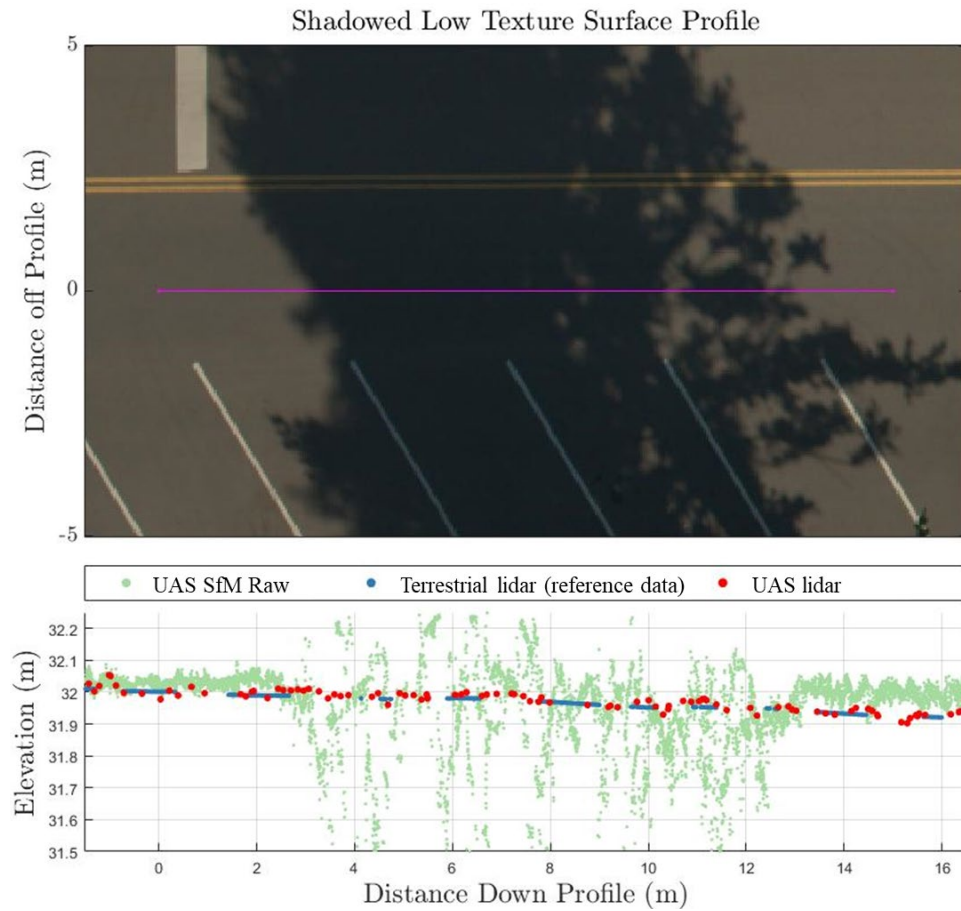 Shadowed Low Texture Surface Profile
5
0
-5
Distance off Profile (m)
UAS SfM Raw Terrestrial lidar (reference data) UAS lidar
32.2
32.1
32
31.9
31.8
31.7
31.6
31.5
Elevation (m)
0 2 4 6 8 10 12 14 16
Distance Down Profile (m)